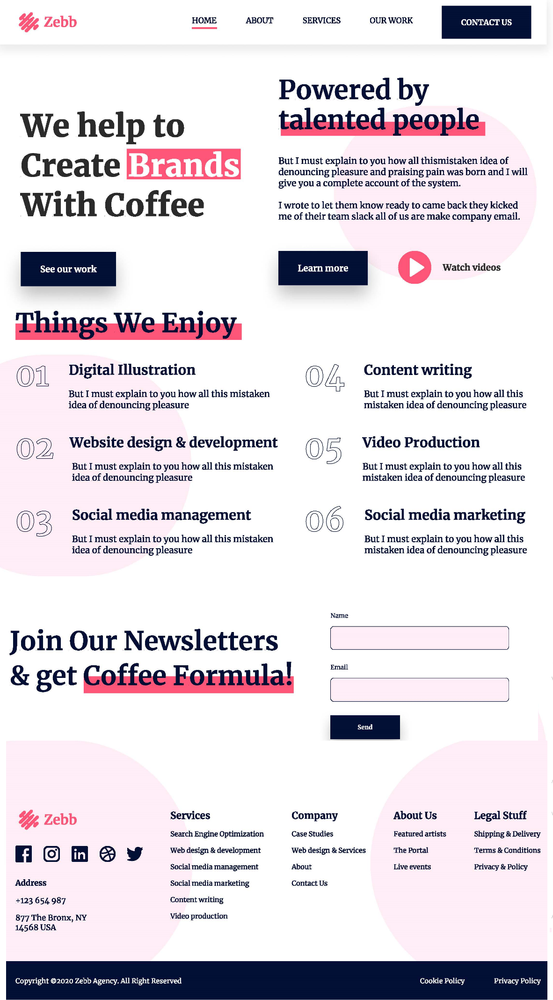 Zebb
HOME
ABOUT
SERVICES
OUR WORK
CONTACT US
We help to
Create Brands
With Coffee
See our work
Powered by
talented people
But I must explain to you how all thismistaken idea of
denouncing pleasure and praising pain was born and I will
give you a complete account of the system.
I wrote to let them know ready to came back they kicked
me of their team slack all of us are make company email.
Learn more
Watch videos
Things We Enjoy
01
Digital Illustration
But I must explain to you how all this mistaken
idea of denouncing pleasure
02
Website design & development
But I must explain to you how all this mistaken
idea of denouncing pleasure
03
Social media management
But I must explain to you how all this mistaken
idea of denouncing pleasure
04
Content writing
But I must explain to you how all this
mistaken idea of denouncing pleasure
05
Video Production
But I must explain to you how all this
mistaken idea of denouncing pleasure
06
Social media marketing
But I must explain to you how all this
mistaken idea of denouncing pleasure
Join Our Newsletters
& get Coffee Formula!
Name
Email
Send
Zebb
Address
+123 654 987
877 The Bronx, NY
14568 USA
Services
Search Engine Optimization
Web design & development
Social media management
Social media marketing
Content writing
Video production
Company
Case Studies
Web design & Services
About
Contact Us
About Us
Featured artists
The Portal
Live events
Legal Stuff
Shipping & Delivery
Terms & Conditions
Privacy & Policy
Copyright ©2020 Zebb Agency. All Right Reserved
Cookie Policy
Privacy Policy